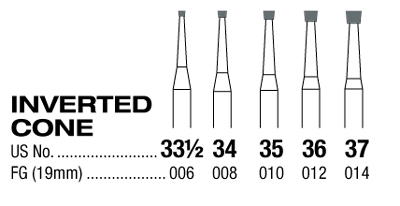 INVERTED
CONE
US No. ......................... 33½ 34 35 36 37
FG (19mm) .................... 006 008 010 012 014